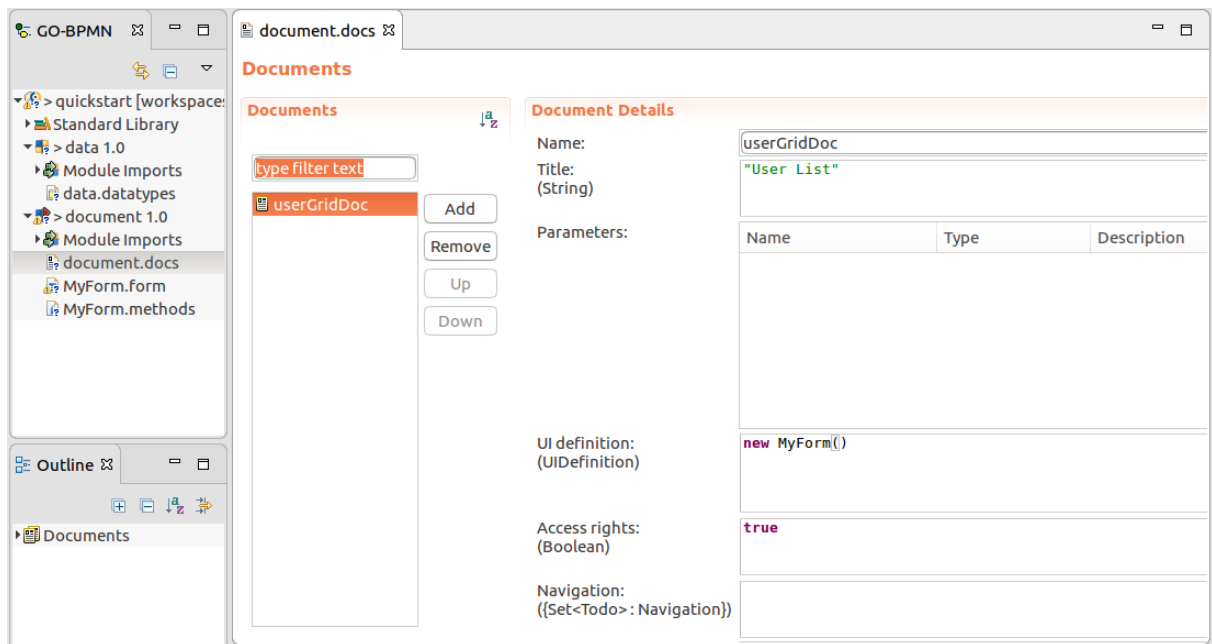 GO-BPMN
> quickstart [workspace:
Standard Library
> data 1.0
Module Imports
data.datatypes
> document 1.0
Module Imports
document.docs
MyForm.form
MyForm.methods
Outline
Documents
document.docs
Documents
Documents
type filter text
userGridDoc
Add
Remove
Up
Down
Document Details
Name:
userGridDoc
Title:
(String)
"User List"
Parameters:
Name Type Description
UI definition:
(UIDefinition)
new MyForm()
Access rights:
(Boolean)
true
Navigation:
({Set<Todo> : Navigation})